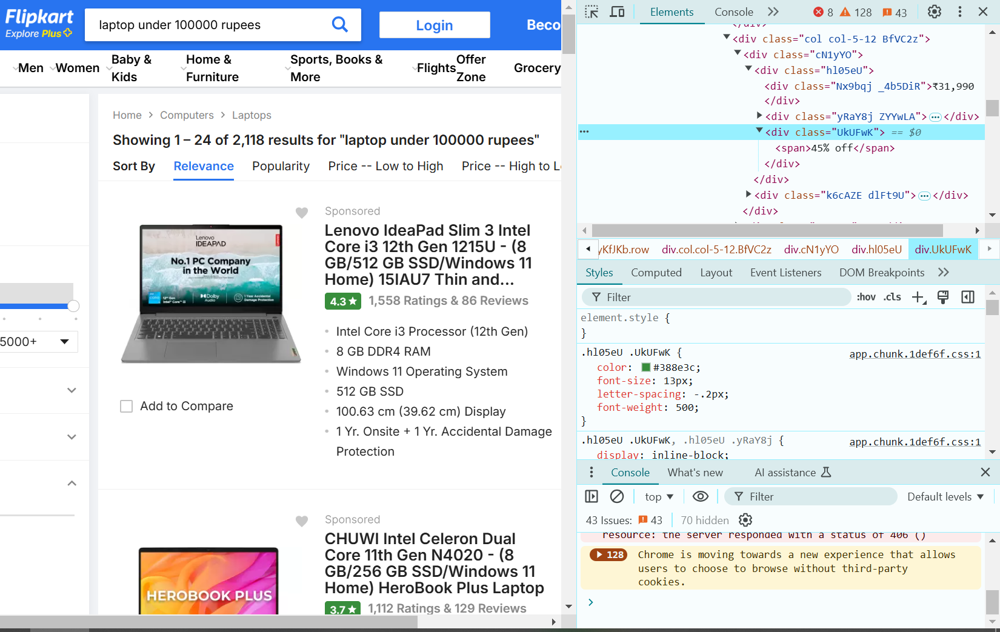 Flipkart
Explore Plus
laptop under 100000 rupees
Login
Beco
Men
Women
Baby &
Kids
Home &
Furniture
Sports, Books &
More
Flights
Offer
Zone
Grocery
Home > Computers > Laptops
Showing 1 – 24 of 2,118 results for "laptop under 100000 rupees"
Sort By Relevance Popularity Price -- Low to High Price -- High to L
5000+
Sponsored
Lenovo IdeaPad Slim 3 Intel
Core i3 12th Gen 1215U - (8
GB/512 GB SSD/Windows 11
Home) 15IAU7 Thin and...
4.3★ 1,558 Ratings & 86 Reviews
• Intel Core i3 Processor (12th Gen)
• 8 GB DDR4 RAM
• Windows 11 Operating System
• 512 GB SSD
• 100.63 cm (39.62 cm) Display
• 1 Yr. Onsite + 1 Yr. Accidental Damage
Protection
Lenovo
IDEAPAD
No.1 PC Company
in the World
Dolby
Audio
1 Year Accidental
Damage Protection
Add to Compare
Sponsored
CHUWI Intel Celeron Dual
Core 11th Gen N4020 - (8
GB/256 GB SSD/Windows 11
Home) HeroBook Plus Laptop
3.7★ 1,112 Ratings & 129 Reviews
HEROBOOK PLUS
Elements Console 8 128 43
</div>
<div class="col col-5-12 BfVC2z">
<div class="cN1yYO">
<div class="hl05eU">
<div class="Nx9bqj _4b5DiR">₹31,990
</div>
<div class="yRaY8j ZYYwLA">…</div>
<div class="UkUFwK"> == $0
<span>45% off</span>
</div>
</div>
<div class="k6cAZE dlFt9U">…</div>
</div>
yKfJKb.row div.col.col-5-12.BfVC2z div.cN1yYO div.hl05eU div.UkUFwK
Styles Computed Layout Event Listeners DOM Breakpoints
Filter :hov .cls
element.style {
}
.hl05eU .UkUFwK { app.chunk.1def6f.css:1
color: #388e3c;
font-size: 13px;
letter-spacing: -.2px;
font-weight: 500;
}
.hl05eU .UkUFwK, .hl05eU .yRaY8j { app.chunk.1def6f.css:1
display: inline-block;
Console What's new AI assistance
top Filter Default levels
43 Issues: 43 70 hidden
resource: the server responded with a status of 406 ()
128 Chrome is moving towards a new experience that allows
users to choose to browse without third-party
cookies.